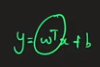 y = wᵀx + b